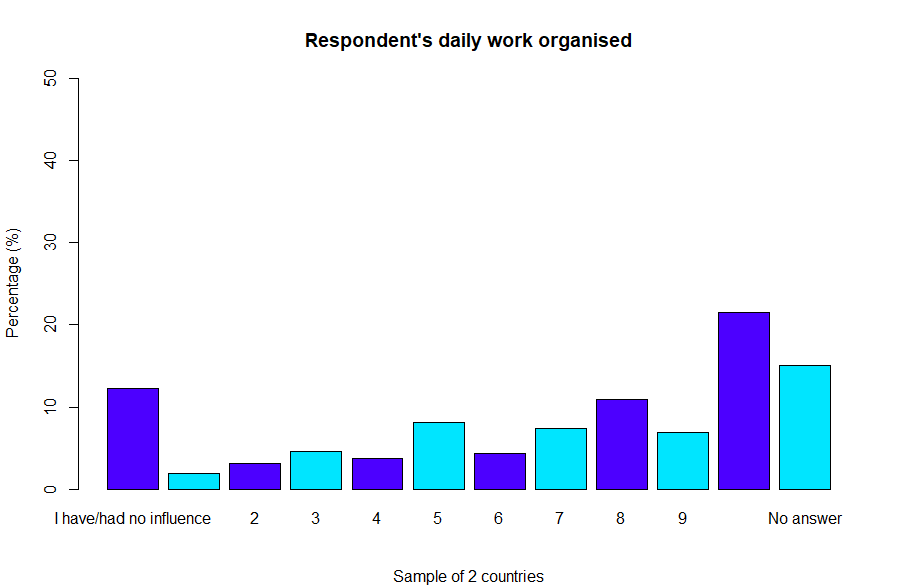 Respondent's daily work organised
Percentage (%)
50
40
30
20
10
0
I have/had no influence 2 3 4 5 6 7 8 9 No answer
Sample of 2 countries